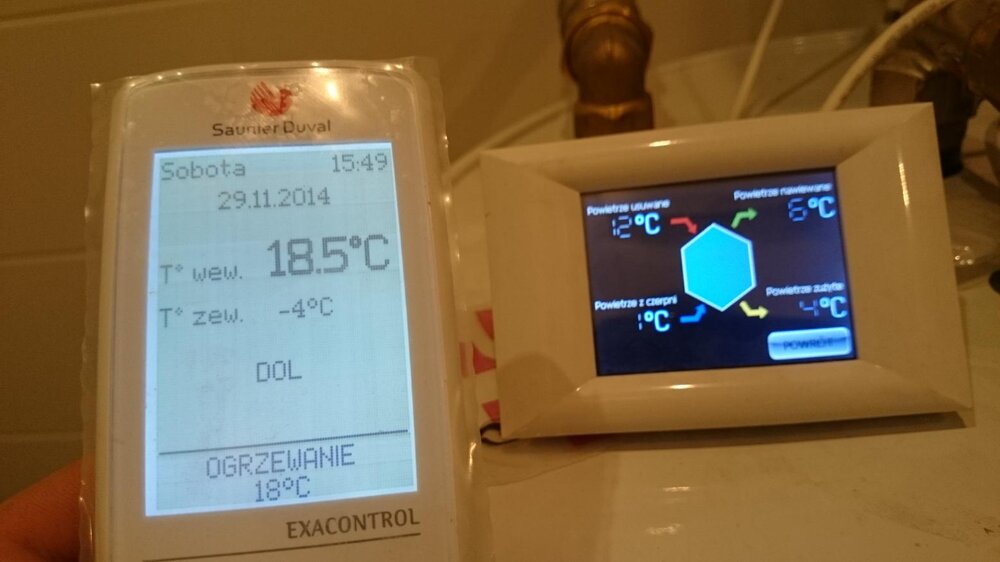 Saunier Duval
Sobota 15:49
29.11.2014
T° wew. 18.5°C
T° zew. -4°C
DOL
OGRZEWANIE
18°C
EXACONTROL
Powietrze usuwane
12°C
Powietrze nawiewane
6°C
Powietrze z czerpni
1°C
Powietrze zużyte
4°C
POWRÓT